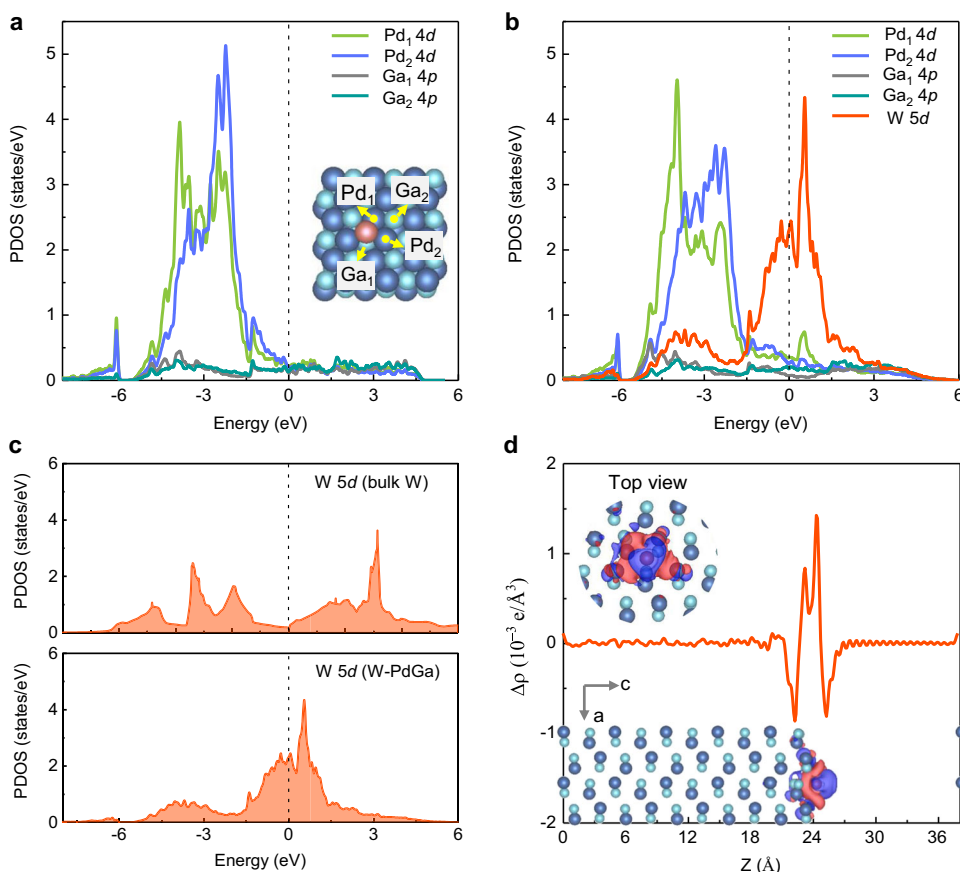 a
PDOS (states/eV)
5
4
3
2
1
0
-6
-3
0
3
6
Energy (eV)
Pd₁ 4d
Pd₂ 4d
Ga₁ 4p
Ga₂ 4p
Pd₁
Ga₂
Pd₂
Ga₁
b
PDOS (states/eV)
5
4
3
2
1
0
-6
-3
0
3
6
Energy (eV)
Pd₁ 4d
Pd₂ 4d
Ga₁ 4p
Ga₂ 4p
W 5d
c
PDOS (states/eV)
6
4
2
0
W 5d (bulk W)
PDOS (states/eV)
6
4
2
0
W 5d (W-PdGa)
-6
-3
0
3
6
Energy (eV)
d
Δρ (10⁻³ e/Å³)
2
1
0
-1
-2
Top view
c
a
0
6
12
18
24
30
36
Z (Å)